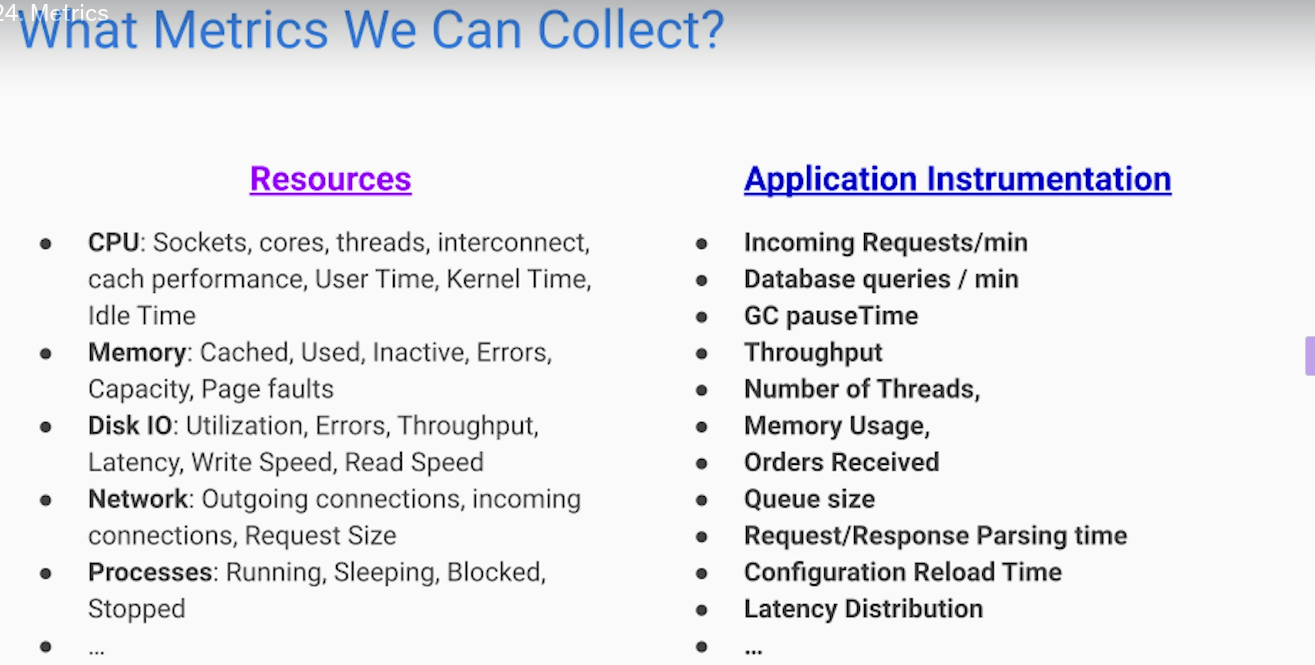 24. Metrics
What Metrics We Can Collect?
Resources
● CPU: Sockets, cores, threads, interconnect,
cach performance, User Time, Kernel Time,
Idle Time
● Memory: Cached, Used, Inactive, Errors,
Capacity, Page faults
● Disk IO: Utilization, Errors, Throughput,
Latency, Write Speed, Read Speed
● Network: Outgoing connections, incoming
connections, Request Size
● Processes: Running, Sleeping, Blocked,
Stopped
● ...
Application Instrumentation
● Incoming Requests/min
● Database queries / min
● GC pauseTime
● Throughput
● Number of Threads,
● Memory Usage,
● Orders Received
● Queue size
● Request/Response Parsing time
● Configuration Reload Time
● Latency Distribution
● ...